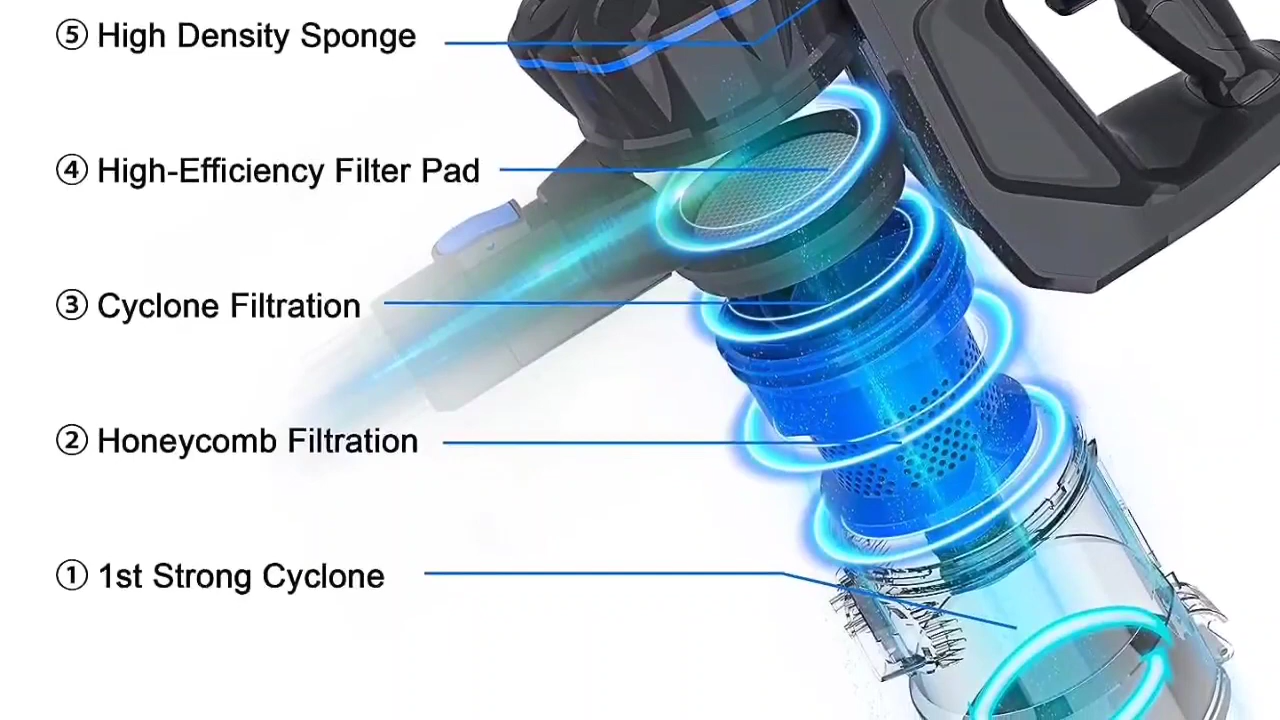 ⑤ High Density Sponge
④ High-Efficiency Filter Pad
③ Cyclone Filtration
② Honeycomb Filtration
① 1st Strong Cyclone